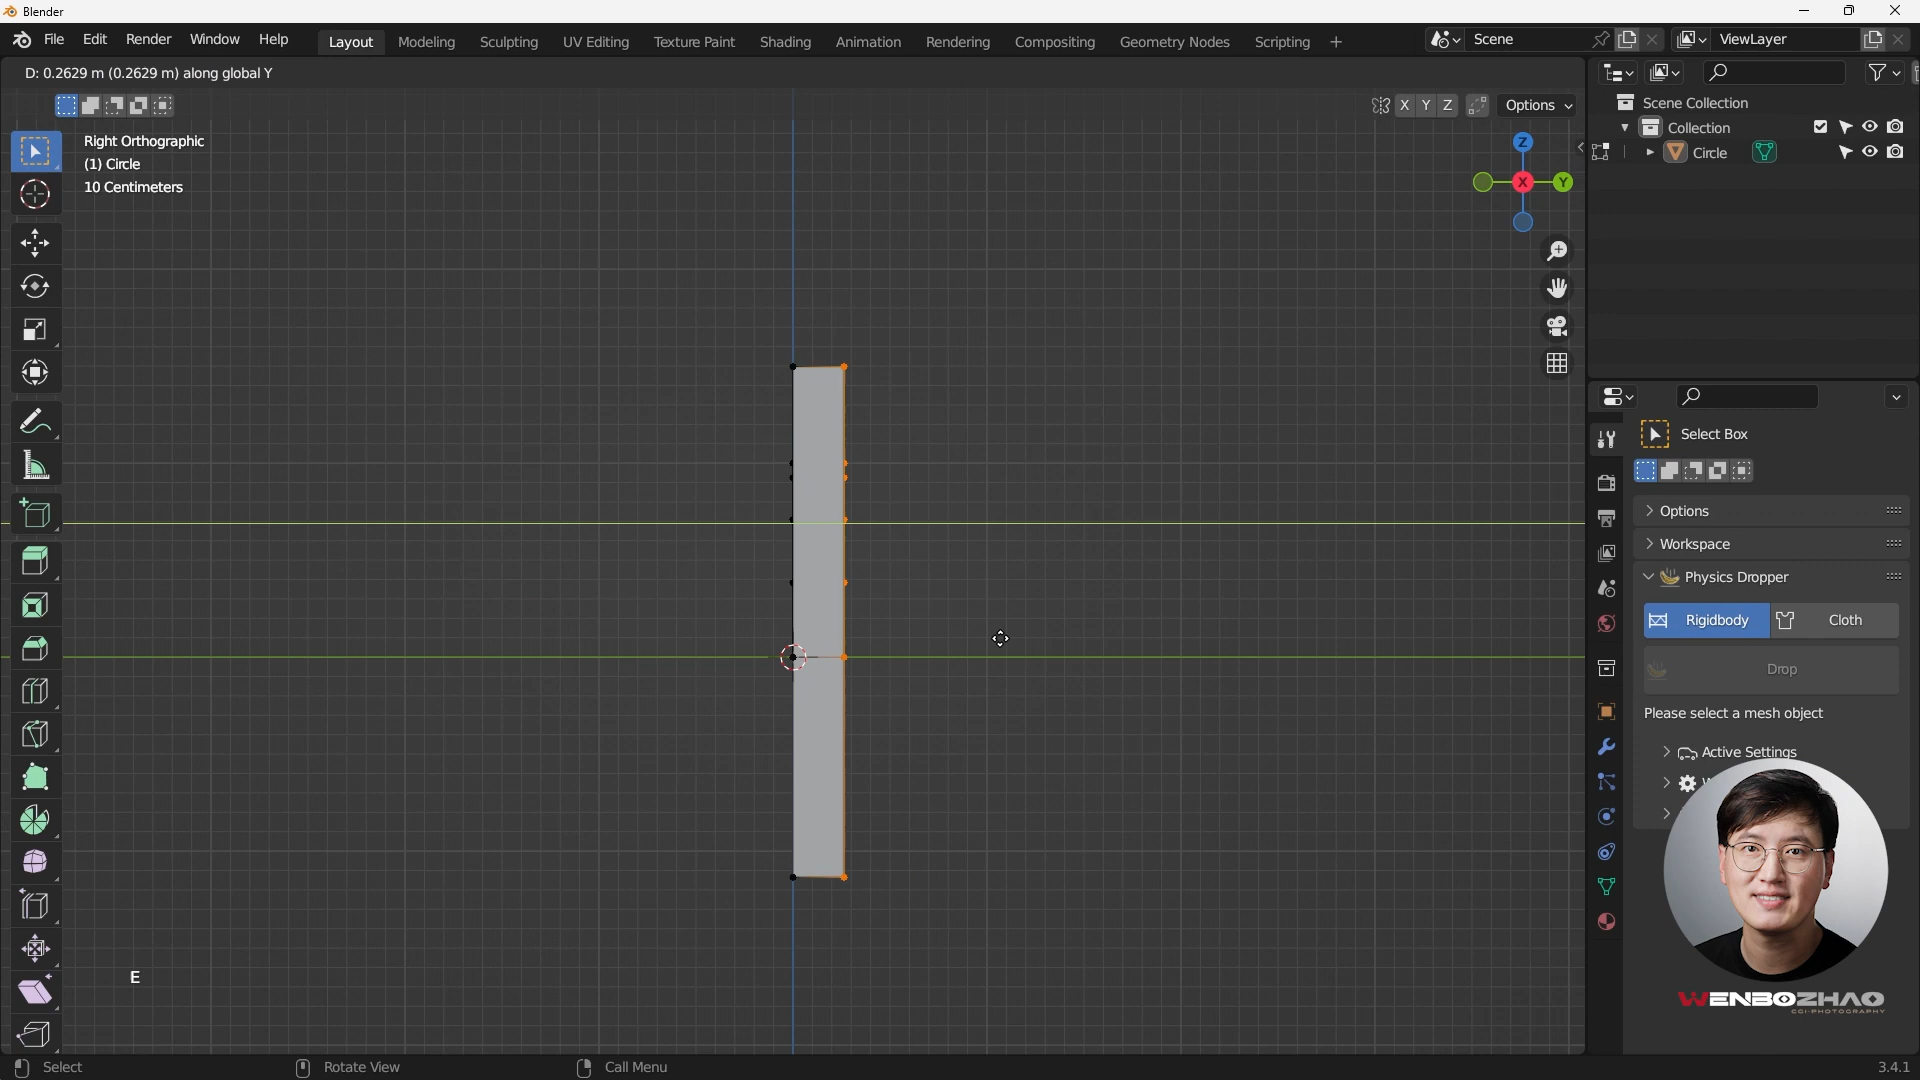 Blender
File Edit Render Window Help Layout Modeling Sculpting UV Editing Texture Paint Shading Animation Rendering Compositing Geometry Nodes Scripting Scene ViewLayer
D: 0.2629 m (0.2629 m) along global Y
X Y Z Options
Right Orthographic
(1) Circle
10 Centimeters
Z
X
Y
E
Scene Collection
Collection
Circle
Select Box
Options
Workspace
Physics Dropper
Rigidbody Cloth
Drop
Please select a mesh object
Active Settings
WENBOZHAO
CGI·PHOTOGRAPHY
Select Rotate View Call Menu 3.4.1